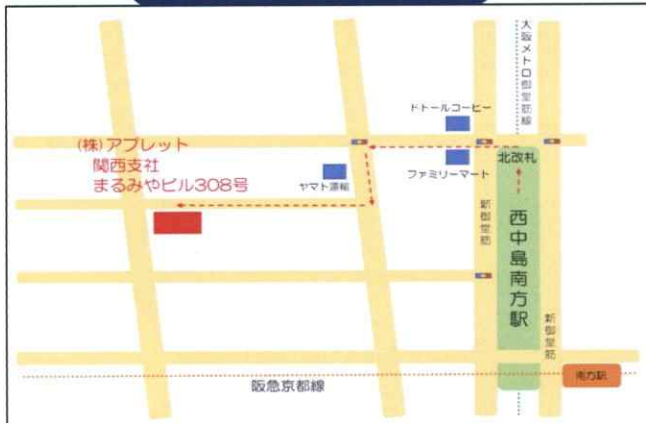 大阪メトロ御堂筋線
ドトールコーヒー
(株)アプレット
関西支社
まるみやビル308号
ヤマト運輸
ファミリーマート
北改札
新御堂筋
西中島南方駅
新御堂筋
阪急京都線
南方駅